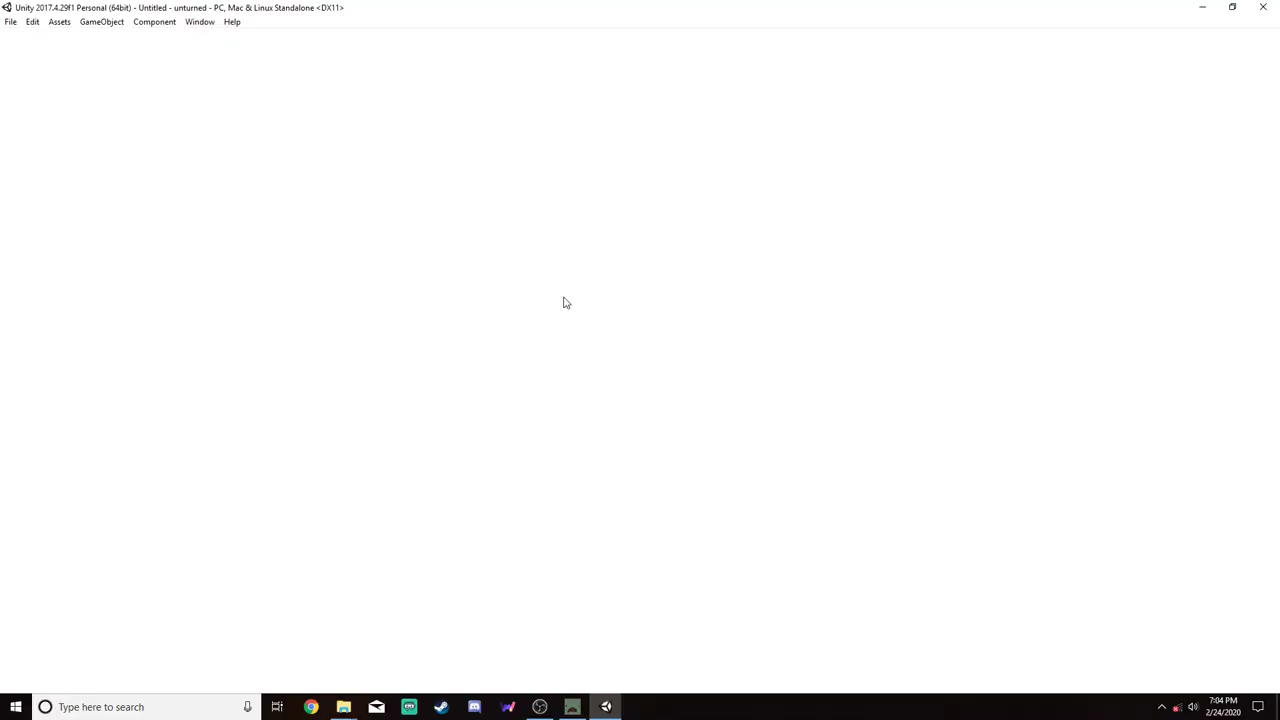 Unity 2017.4.29f1 Personal (64bit) - Untitled - unturned - PC, Mac & Linux Standalone <DX11>
File Edit Assets GameObject Component Window Help
Type here to search
7:04 PM
2/24/2020